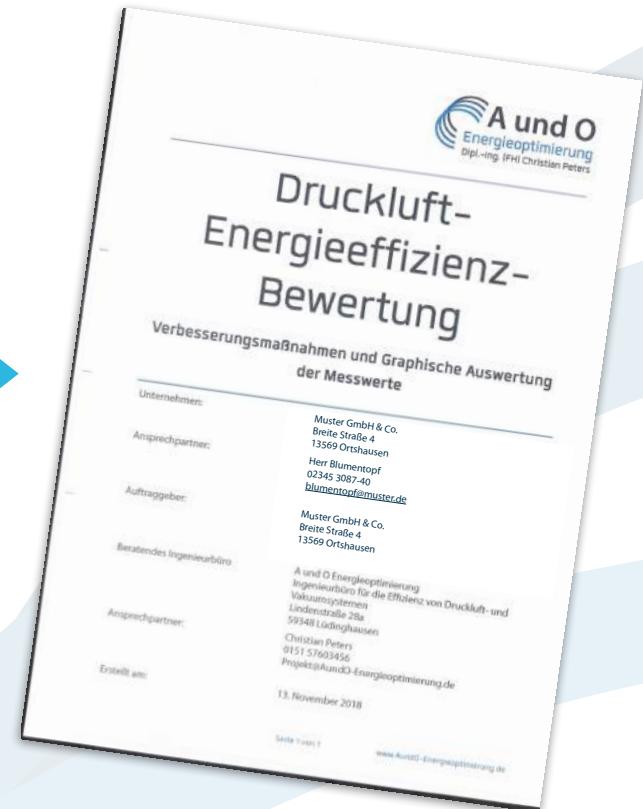 A und O
Energieoptimierung
Dipl.-Ing. (FH) Christian Peters
Druckluft-
Energieeffizienz-
Bewertung
Verbesserungsmaßnahmen und Graphische Auswertung
der Messwerte
Unternehmen:
Muster GmbH & Co.
Breite Straße 4
13569 Ortshausen
Ansprechpartner:
Herr Blumentopf
02345 3087-40
blumentopf@muster.de
Auftraggeber:
Muster GmbH & Co.
Breite Straße 4
13569 Ortshausen
Beratendes Ingenieurbüro
A und O Energieoptimierung
Ingenieurbüro für die Effizienz von Druckluft- und
Vakuumsystemen
Lindenstraße 28a
59348 Lüdinghausen
Ansprechpartner:
Christian Peters
0151 57603456
Projekt@AundO-Energieoptimierung.de
Erstellt am:
13. November 2018
Seite 1 von 1
www.AundO-Energieoptimierung.de